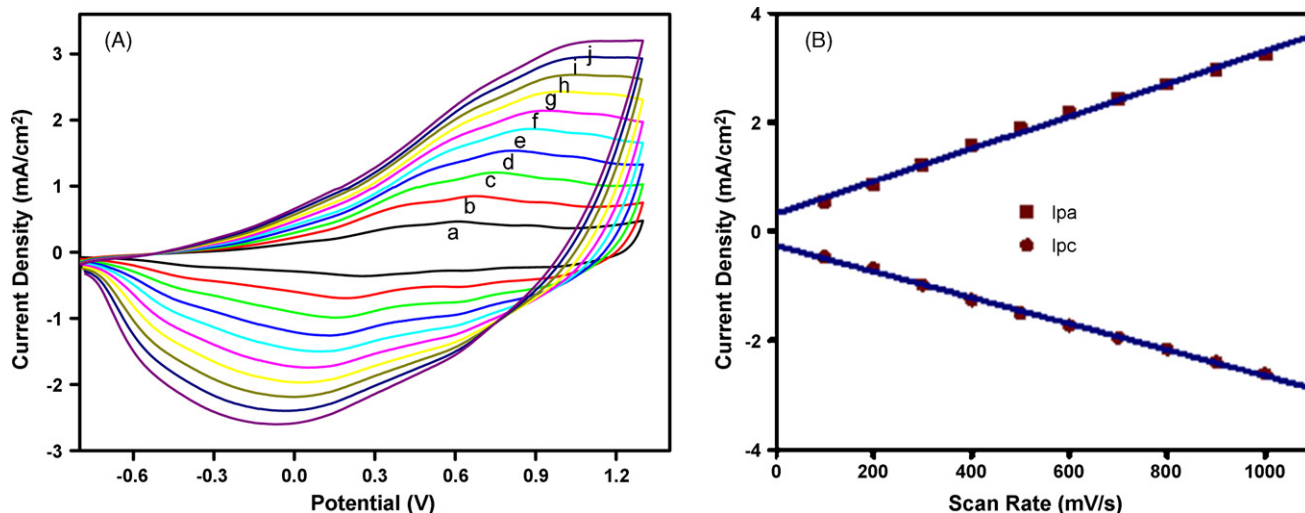 (A)
Current Density (mA/cm²)
3
2
1
0
-1
-2
-3
-0.6 0.0 0.3 0.6 0.9 1.2
Potential (V)
j
i
h
g
f
e
d
c
b
a
(B)
Current Density (mA/cm²)
4
2
0
-2
-4
0 200 400 600 800 1000
Scan Rate (mV/s)
Ipa
Ipc